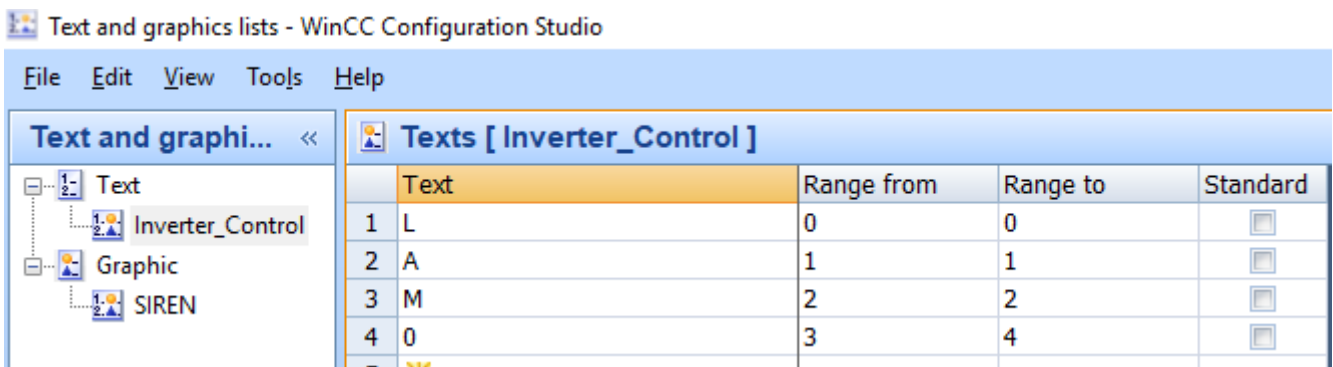 Text and graphics lists - WinCC Configuration Studio
File Edit View Tools Help
Text and graphi... «
Texts [ Inverter_Control ]
Text
Inverter_Control
Graphic
SIREN
Text Range from Range to Standard
1 L 0 0
2 A 1 1
3 M 2 2
4 0 3 4